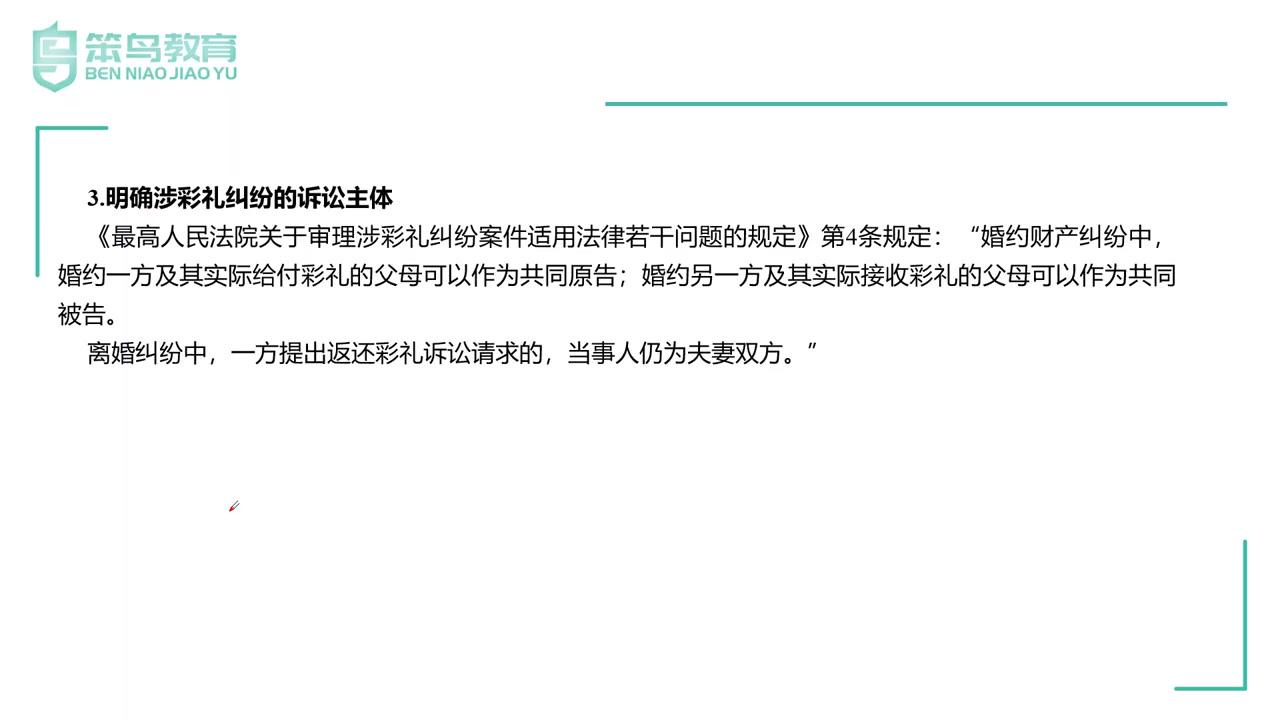 笨鸟教育
BEN NIAO JIAO YU
3.明确涉彩礼纠纷的诉讼主体
《最高人民法院关于审理涉彩礼纠纷案件适用法律若干问题的规定》第4条规定：“婚约财产纠纷中，
婚约一方及其实际给付彩礼的父母可以作为共同原告；婚约另一方及其实际接收彩礼的父母可以作为共同
被告。
离婚纠纷中，一方提出返还彩礼诉讼请求的，当事人仍为夫妻双方。”